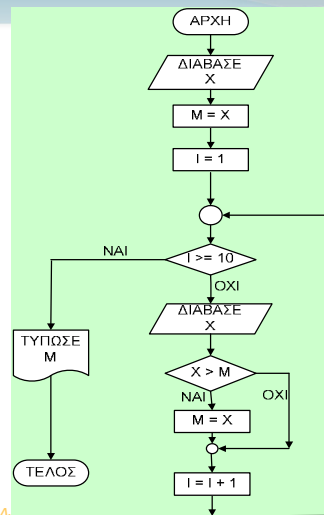 ΑΡΧΗ
ΔΙΑΒΑΣΕ
X
M = X
I = 1
ΝΑΙ
I >= 10
ΟΧΙ
ΔΙΑΒΑΣΕ
X
ΤΥΠΩΣΕ
M
X > M
ΝΑΙ
ΟΧΙ
M = X
ΤΕΛΟΣ
I = I + 1